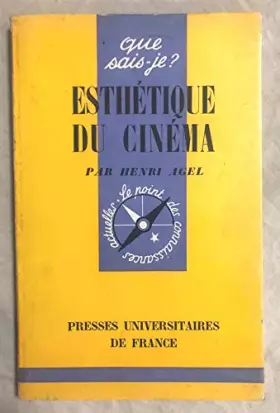 que
sais-je?
ESTHÉTIQUE
DU CINÉMA
PAR HENRI AGEL
Le point des connaissances actuelles
PRESSES UNIVERSITAIRES
DE FRANCE